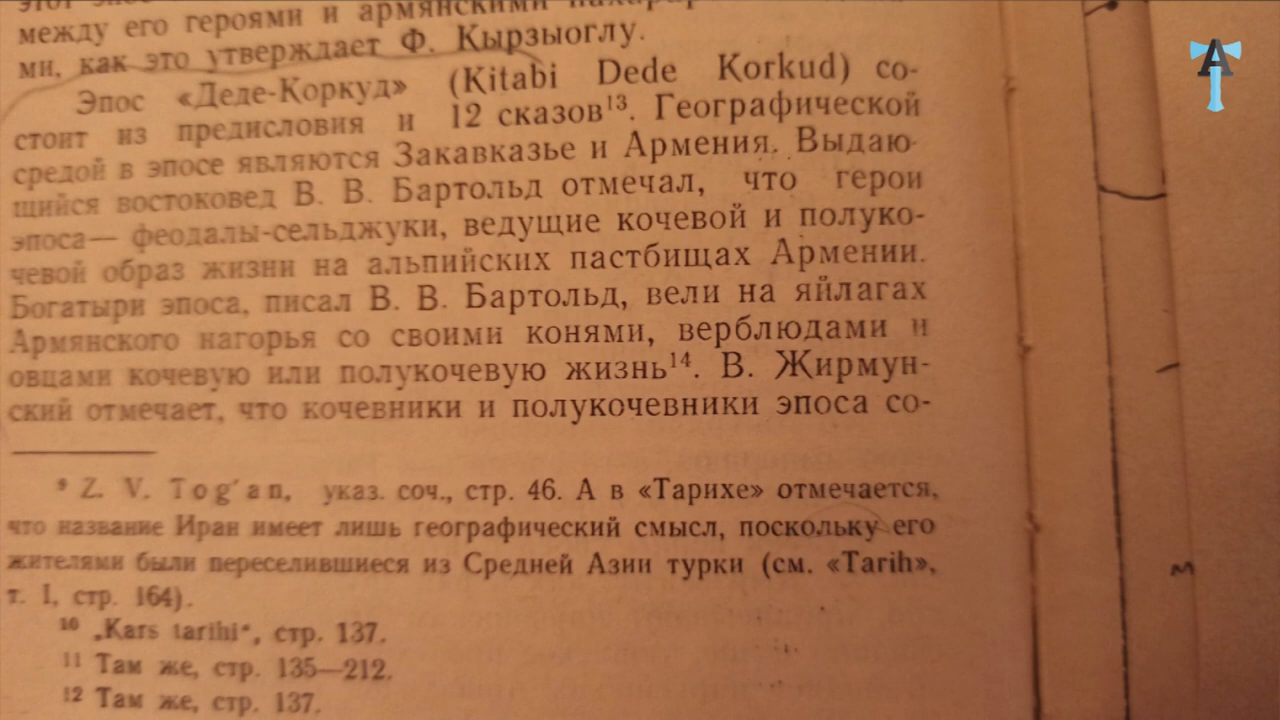 между его героями и армянскими
ми, как это утверждает Ф. Кырзыоглу.
Эпос «Деде-Коркуд» (Kitabi Dede Korkud) со-
стоит из предисловия и 12 сказов¹³. Географической
средой в эпосе являются Закавказье и Армения. Выдаю-
щийся востоковед В. В. Бартольд отмечал, что герои
эпоса— феодалы-сельджуки, ведущие кочевой и полуко-
чевой образ жизни на альпийских пастбищах Армении.
Богатыри эпоса, писал В. В. Бартольд, вели на яйлагах
Армянского нагорья со своими конями, верблюдами и
овцами кочевую или полукочевую жизнь¹⁴. В. Жирмун-
ский отмечает, что кочевники и полукочевники эпоса со-
⁹ Z. V. Tog'an, указ. соч., стр. 46. А в «Тарихе» отмечается,
что название Иран имеет лишь географический смысл, поскольку его
жителями были переселившиеся из Средней Азии турки (см. «Tarih»,
т. I, стр. 164).
¹⁰ „Kars tarihi“, стр. 137.
¹¹ Там же, стр. 135—212.
¹² Там же, стр. 137.